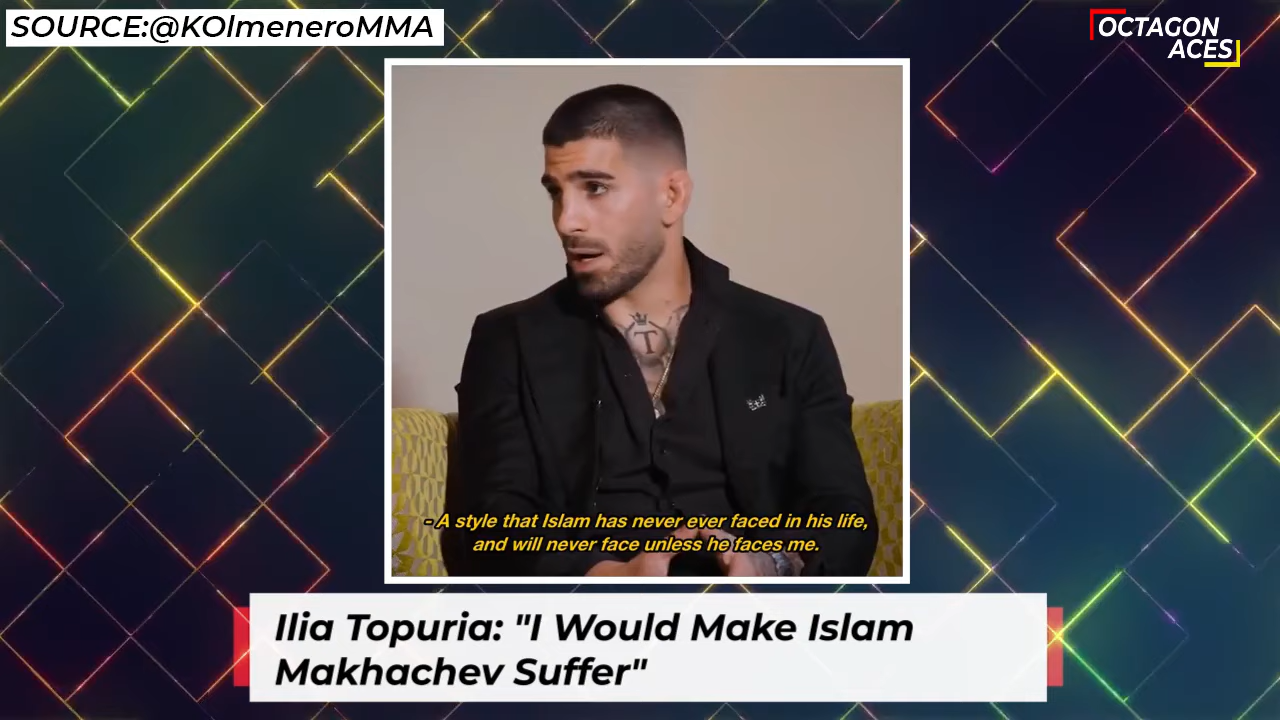 SOURCE:@KOlmeneroMMA
OCTAGON
ACES
T
- A style that Islam has never ever faced in his life,
and will never face unless he faces me.
Ilia Topuria: "I Would Make Islam
Makhachev Suffer"